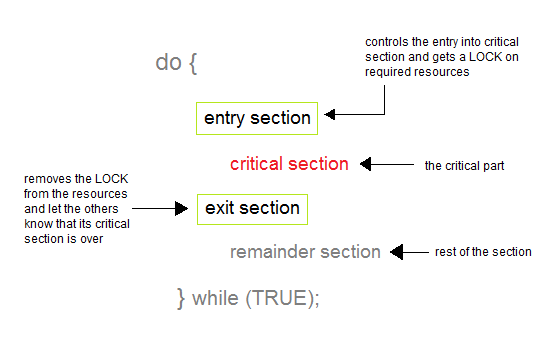 controls the entry into critical
section and gets a LOCK on
required resources
do {
entry section
critical section
the critical part
removes the LOCK
from the resources
and let the others
know that its critical
section is over
exit section
remainder section
rest of the section
} while (TRUE);